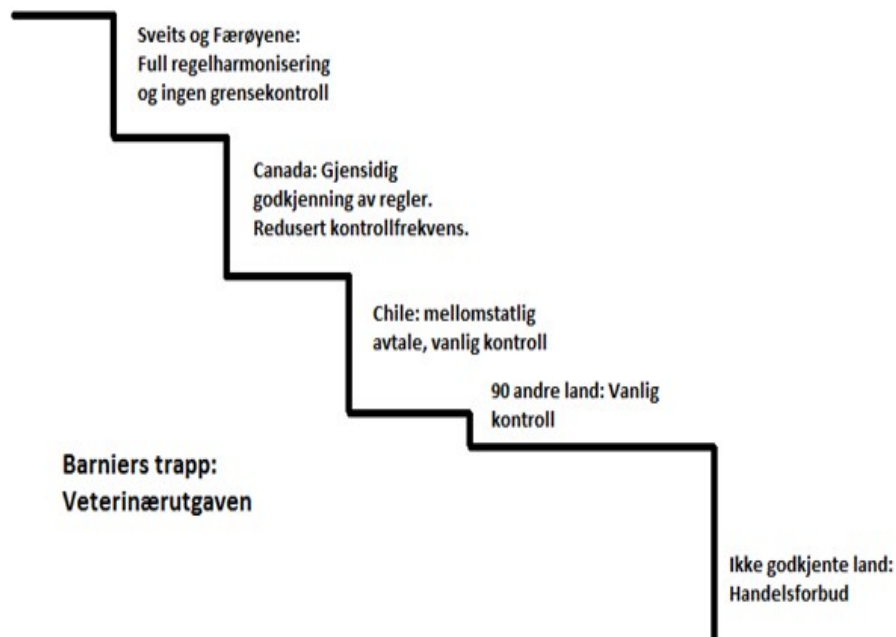 Sveits og Færøyene:
Full regelharmonisering
og ingen grensekontroll
Canada: Gjensidig
godkjenning av regler.
Redusert kontrollfrekvens.
Chile: mellomstatlig
avtale, vanlig kontroll
90 andre land: Vanlig
kontroll
Barniers trapp:
Veterinærutgaven
Ikke godkjente land:
Handelsforbud